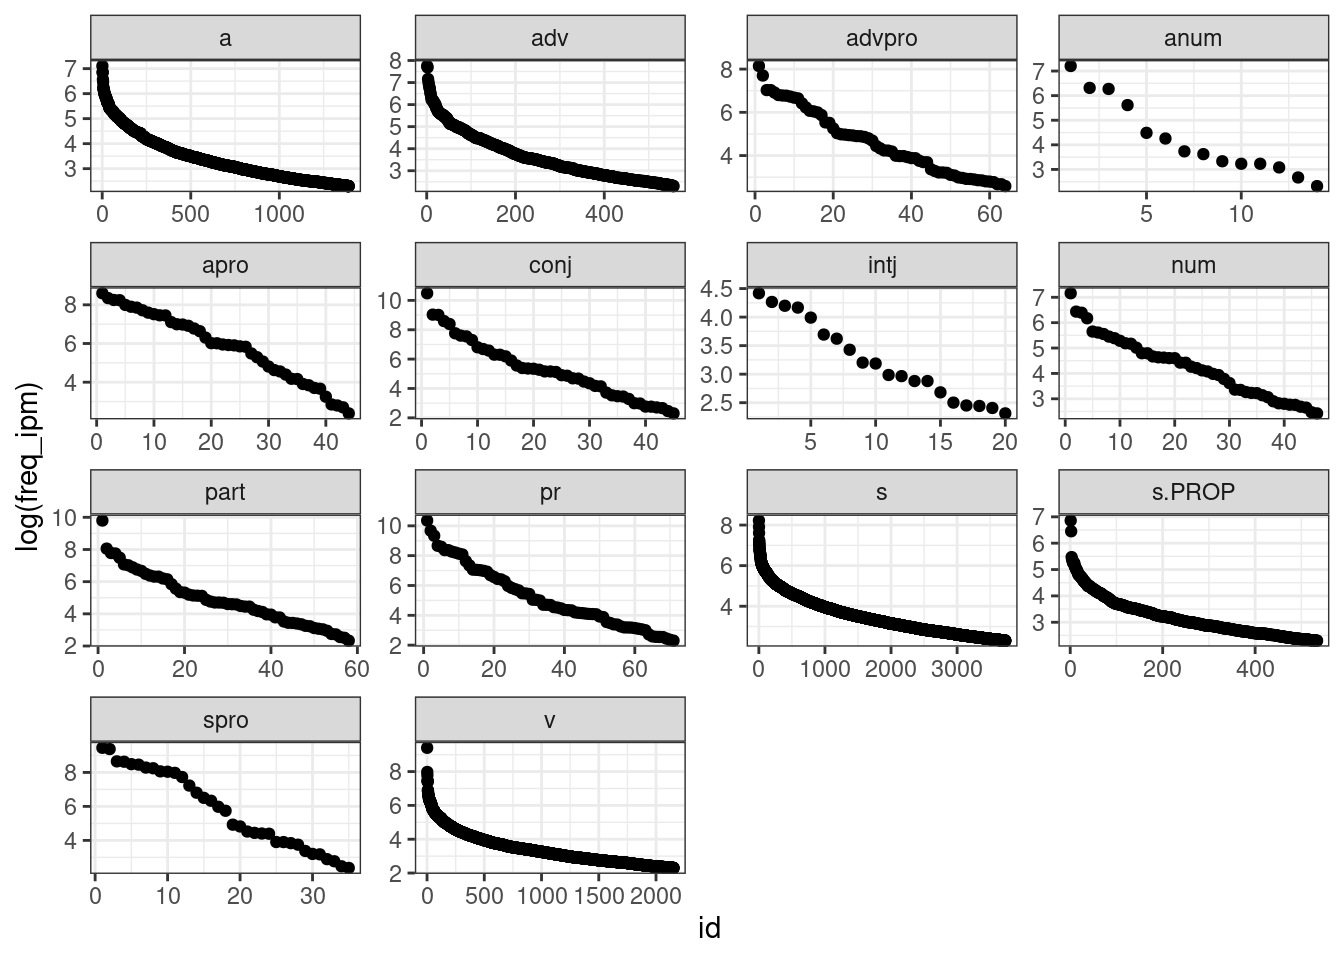 a adv advpro anum
7 6 5 4 3
8 7 6 5 4 3
8 6 4
7 6 5 4 3
0 500 1000
0 200 400
0 20 40 60
5 10
apro conj intj num
8 6 4
10 8 6 4 2
4.5 4.0 3.5 3.0 2.5
7 6 5 4 3
0 10 20 30 40
0 10 20 30 40
5 10 15 20
0 10 20 30 40
log(freq_ipm)
part pr s s.PROP
10 8 6 4 2
10 8 6 4 2
8 6 4
7 6 5 4 3
0 20 40 60
0 20 40 60
0 1000 2000 3000
0 200 400
spro v
8 6 4
8 6 4 2
0 10 20 30
0 500 1000 1500 2000
id